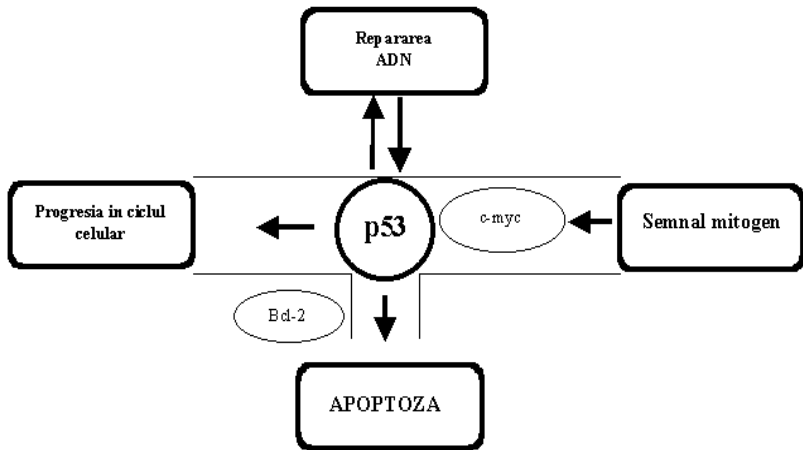 Repararea
ADN
Progresia in ciclul
celular
p53
c-myc
Semnal mitogen
Bcl-2
APOPTOZA